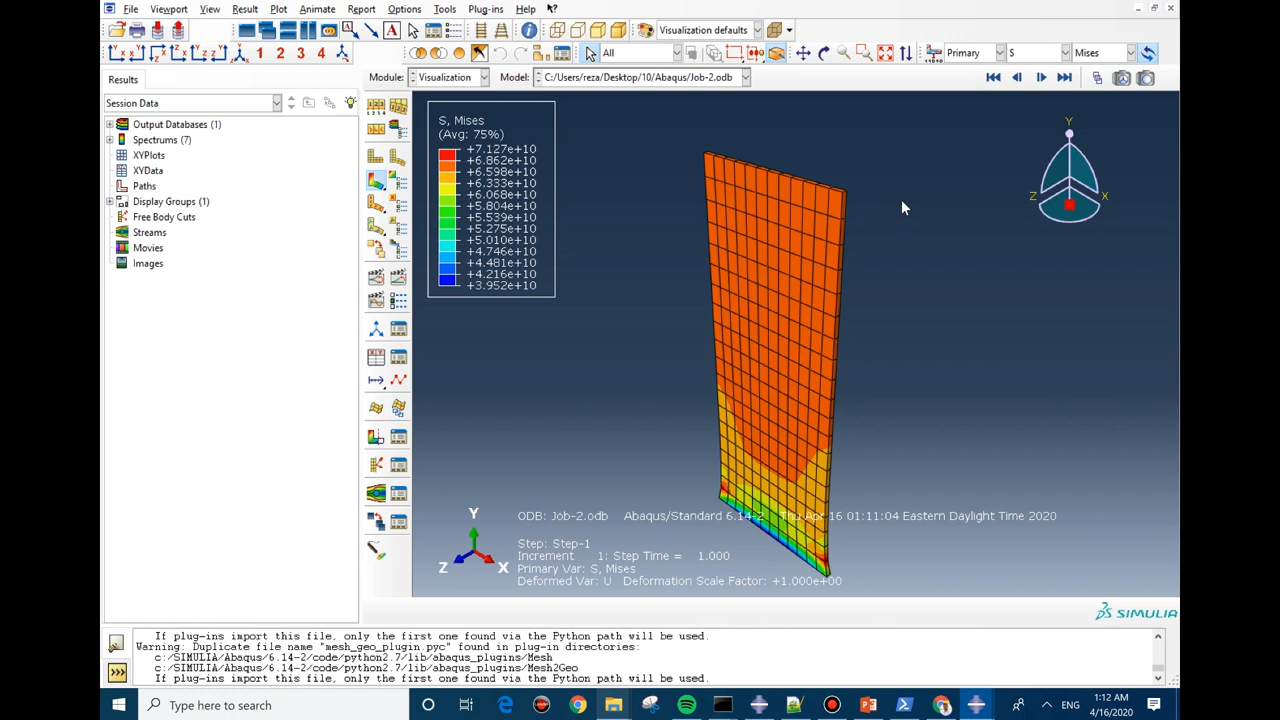 File Viewport View Result Plot Animate Report Options Tools Plug-ins Help
Visualization defaults
1 2 3 4 All Primary S Mises
Results
Module: Visualization Model: C:/Users/reza/Desktop/10/Abaqus/Job-2.odb
Session Data
Output Databases (1)
Spectrums (7)
XYPlots
XYData
Paths
Display Groups (1)
Free Body Cuts
Streams
Movies
Images
S, Mises
(Avg: 75%)
+7.127e+10
+6.862e+10
+6.598e+10
+6.333e+10
+6.068e+10
+5.539e+10
+5.275e+10
+5.010e+10
+4.746e+10
+4.481e+10
+4.216e+10
+3.952e+10
Y
Z X
Y
Z X
ODB: Job-2.odb Abaqus/Standard 6.14-2 Thu Apr 16 01:11:04 Eastern Daylight Time 2020
Step: Step-1
Increment 1: Step Time = 1.000
Primary Var: S, Mises
Deformed Var: U Deformation Scale Factor: +1.000e+00
SIMULIA
If plug-ins import this file, only the first one found via the Python path will be used.
Warning: Duplicate file name "mesh_geo_plugin.pyc" found in plug-in directories:
c:/SIMULIA/Abaqus/6.14-2/code/python2.7/lib/abaqus_plugins/Mesh
c:/SIMULIA/Abaqus/6.14-2/code/python2.7/lib/abaqus_plugins/Mesh2Geo
If plug-ins import this file, only the first one found via the Python path will be used.
>>>
Type here to search
1:12 AM
4/16/2020